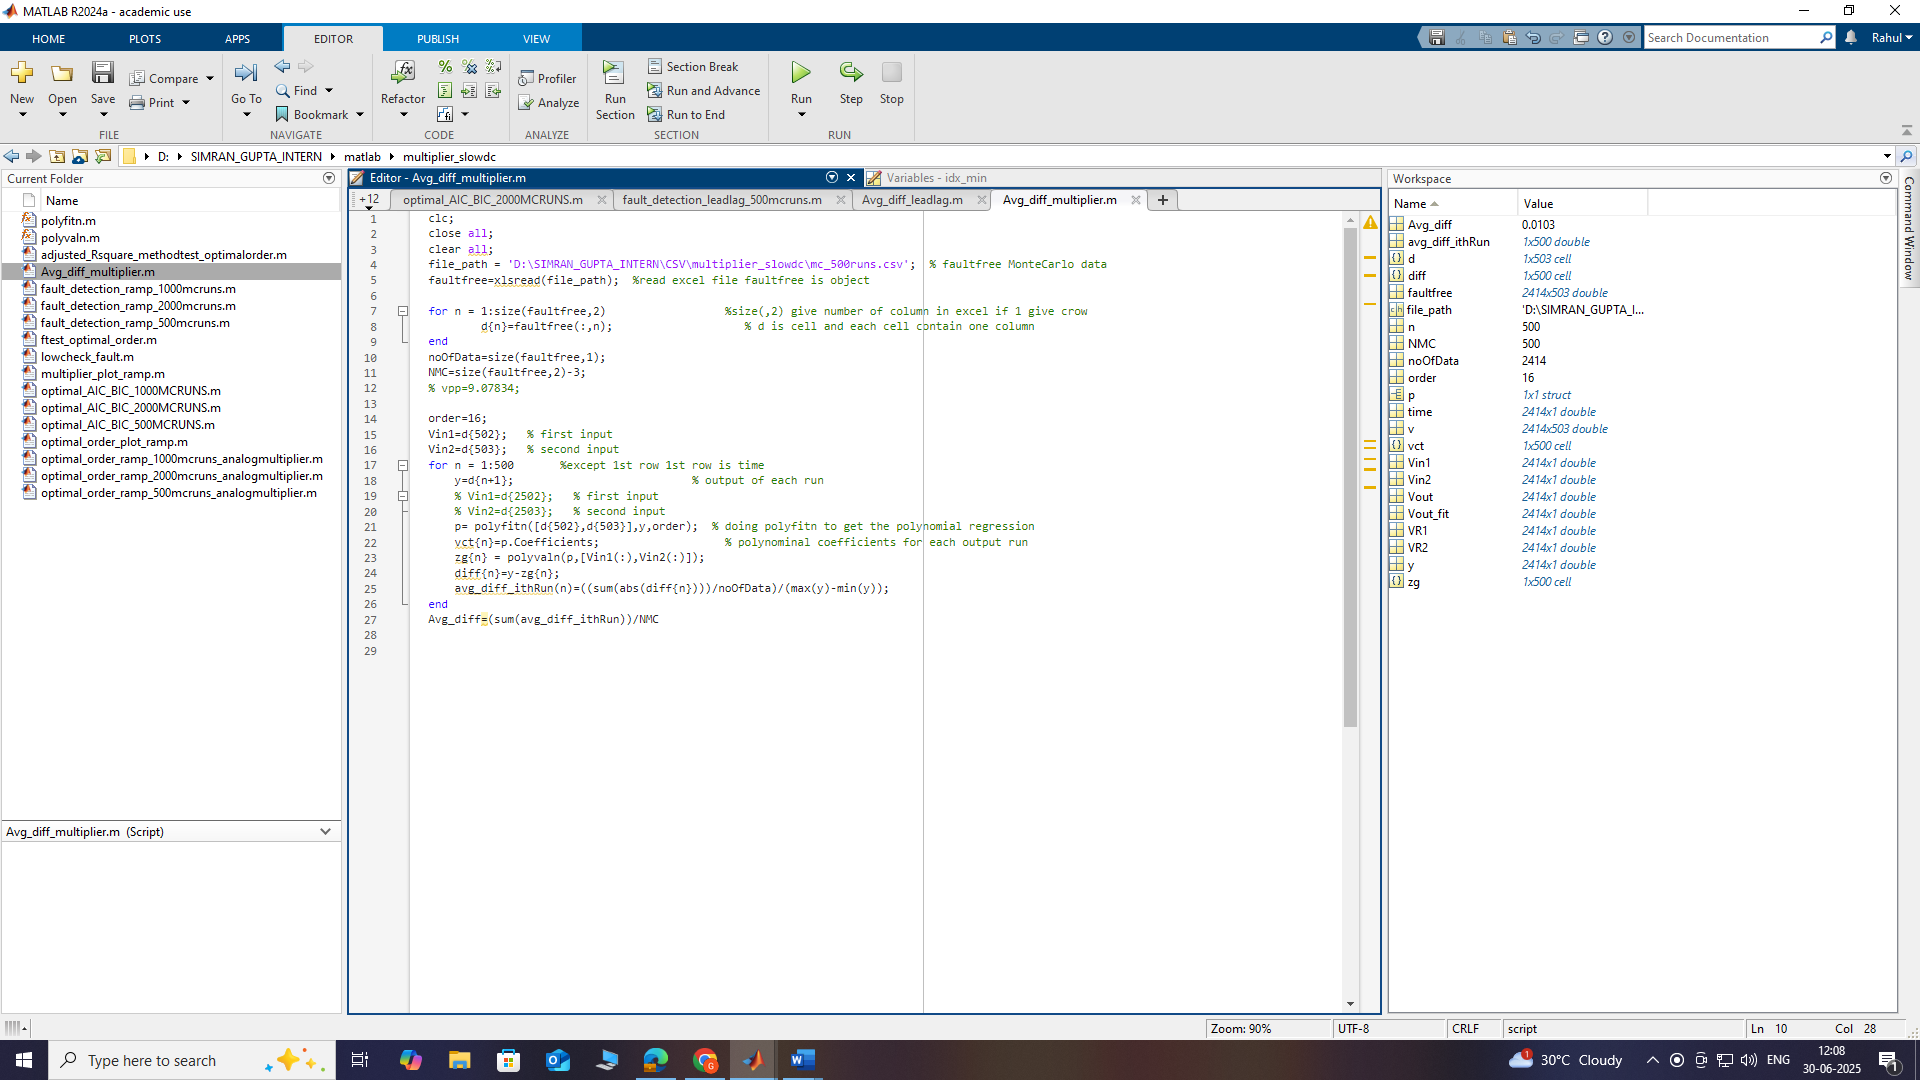 MATLAB R2024a - academic use
HOME PLOTS APPS EDITOR PUBLISH VIEW
Search Documentation
Rahul
New
Open
Save
Compare
Print
FILE
Go To
Find
Bookmark
NAVIGATE
Refactor
CODE
Profiler
Analyze
ANALYZE
Run Section
Section Break
Run and Advance
Run to End
SECTION
Run
Step
Stop
RUN
D: SIMRAN_GUPTA_INTERN matlab multiplier_slowdc
Current Folder
Name
polyfitn.m
polyvaln.m
adjusted_Rsquare_methodtest_optimalorder.m
Avg_diff_multiplier.m
fault_detection_ramp_1000mcruns.m
fault_detection_ramp_2000mcruns.m
fault_detection_ramp_500mcruns.m
ftest_optimal_order.m
lowcheck_fault.m
multiplier_plot_ramp.m
optimal_AIC_BIC_1000MCRUNS.m
optimal_AIC_BIC_2000MCRUNS.m
optimal_AIC_BIC_500MCRUNS.m
optimal_order_plot_ramp.m
optimal_order_ramp_1000mcruns_analogmultiplier.m
optimal_order_ramp_2000mcruns_analogmultiplier.m
optimal_order_ramp_500mcruns_analogmultiplier.m
Avg_diff_multiplier.m (Script)
Editor - Avg_diff_multiplier.m
Variables - idx_min
+12 optimal_AIC_BIC_2000MCRUNS.m fault_detection_leadlag_500mcruns.m Avg_diff_leadlag.m Avg_diff_multiplier.m
1 clc;
2 close all;
3 clear all;
4 file_path = 'D:\SIMRAN_GUPTA_INTERN\CSV\multiplier_slowdc\mc_500runs.csv'; % faultfree MonteCarlo data
5 faultfree=xlsread(file_path); %read excel file faultfree is object
6
7 for n = 1:size(faultfree,2) %size(,2) give number of column in excel if 1 give crow
8 d{n}=faultfree(:,n); % d is cell and each cell contain one column
9 end
10 noOfData=size(faultfree,1);
11 NMC=size(faultfree,2)-3;
12 % vpp=9.07834;
13
14 order=16;
15 Vin1=d{502}; % first input
16 Vin2=d{503}; % second input
17 for n = 1:500 %except 1st row 1st row is time
18 y=d{n+1}; % output of each run
19 % Vin1=d{2502}; % first input
20 % Vin2=d{2503}; % second input
21 p= polyfitn([d{502},d{503}],y,order); % doing polyfitn to get the polynomial regression
22 vct{n}=p.Coefficients; % polynominal coefficients for each output run
23 zg{n} = polyvaln(p,[Vin1(:),Vin2(:)]);
24 diff{n}=y-zg{n};
25 avg_diff_ithRun(n)=((sum(abs(diff{n})))/noOfData)/(max(y)-min(y));
26 end
27 Avg_diff=(sum(avg_diff_ithRun))/NMC
28
29
Workspace
Name Value
Avg_diff 0.0103
avg_diff_ithRun 1x500 double
d 1x503 cell
diff 1x500 cell
faultfree 2414x503 double
file_path 'D:\SIMRAN_GUPTA_I...
n 500
NMC 500
noOfData 2414
order 16
p 1x1 struct
time 2414x1 double
v 2414x503 double
vct 1x500 cell
Vin1 2414x1 double
Vin2 2414x1 double
Vout 2414x1 double
Vout_fit 2414x1 double
VR1 2414x1 double
VR2 2414x1 double
y 2414x1 double
zg 1x500 cell
Command Window
Zoom: 90% UTF-8 CRLF script Ln 10 Col 28
Type here to search
30°C Cloudy
ENG
12:08
30-06-2025